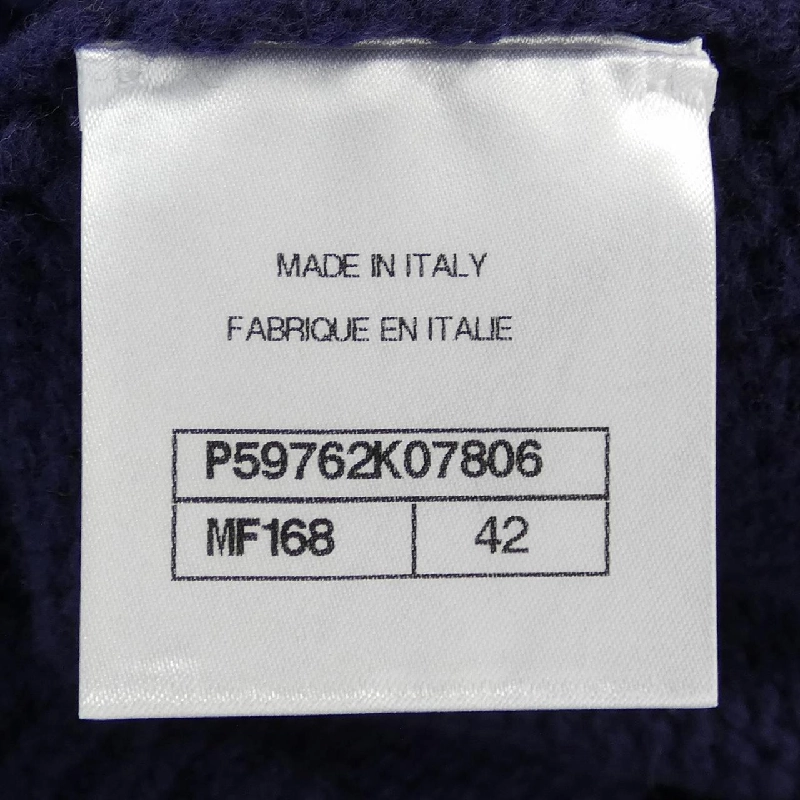 MADE IN ITALY
FABRIQUE EN ITALIE
P59762K07806
MF168 42